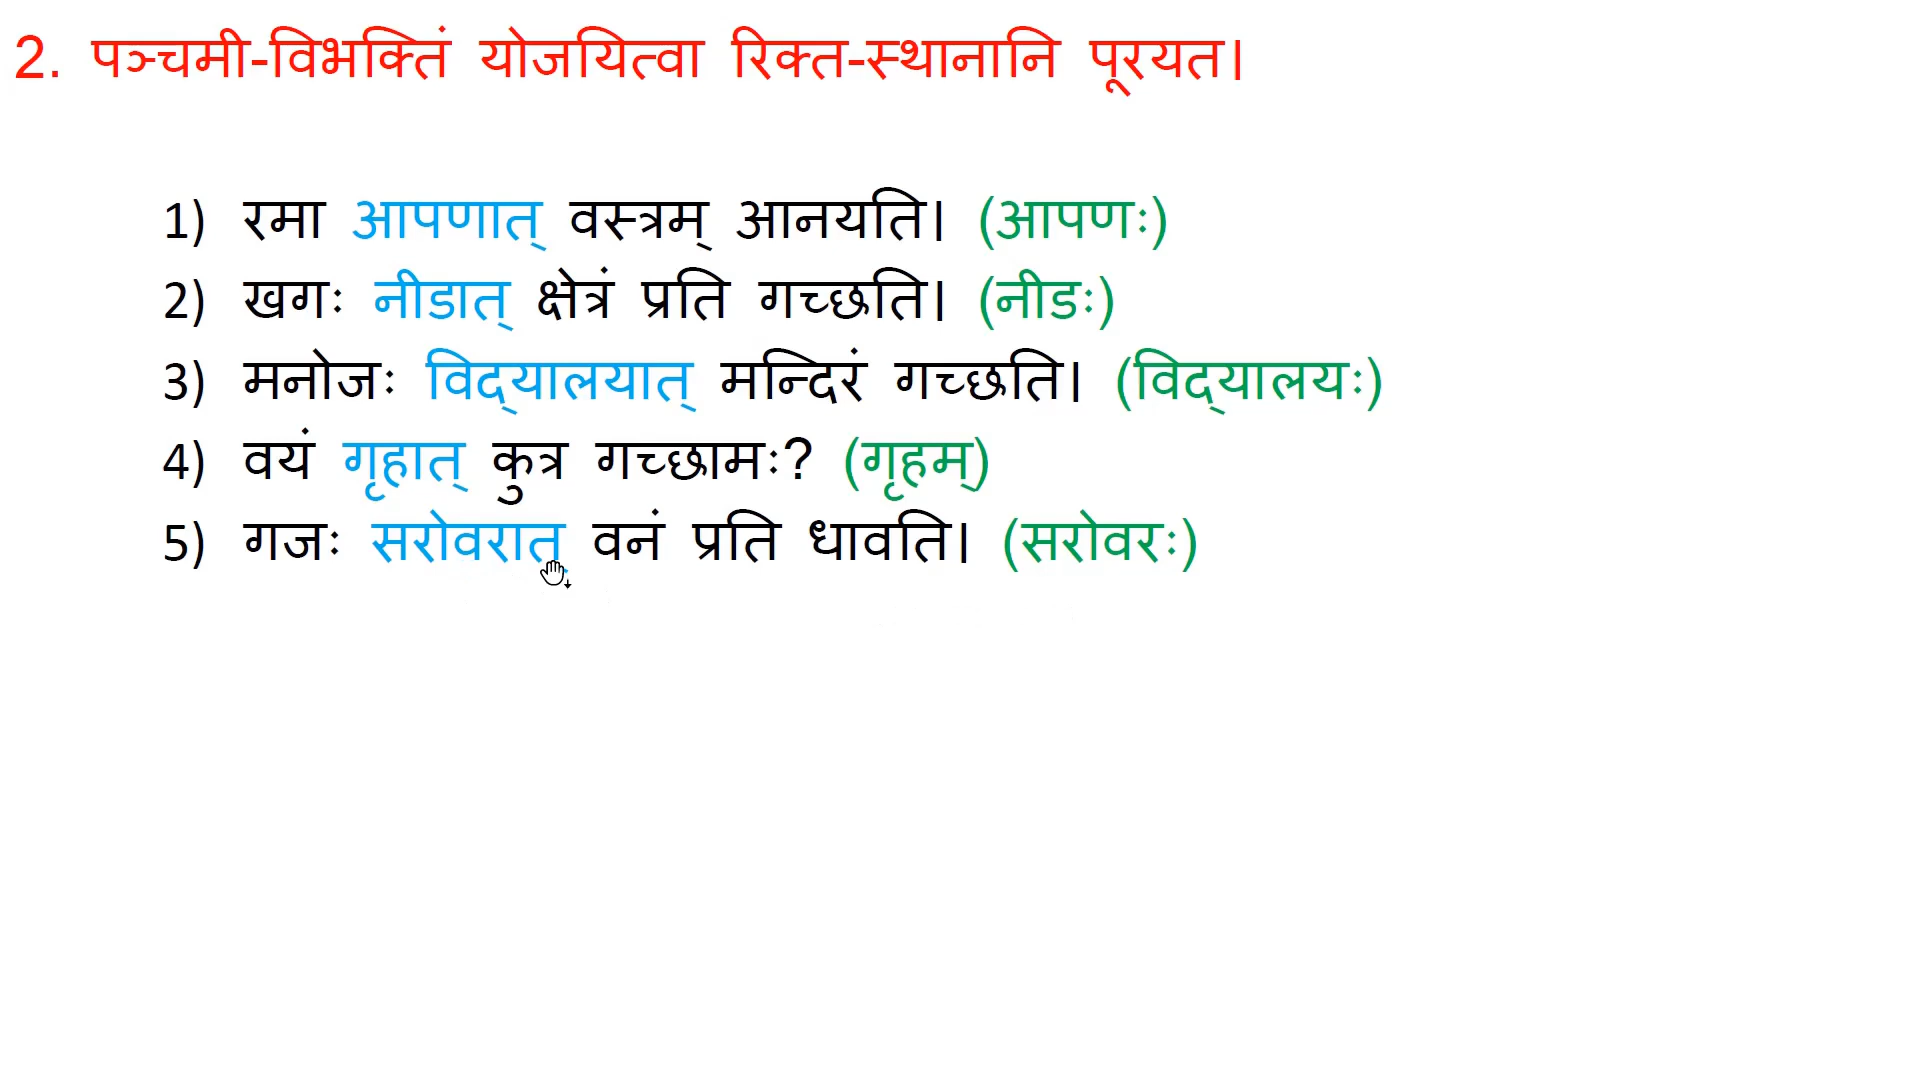 2. पञ्चमी-विभक्तिं योजयित्वा रिक्त-स्थानानि पूरयत।
1) रमा आपणात् वस्त्रम् आनयति। (आपणः)
2) खगः नीडात् क्षेत्रं प्रति गच्छति। (नीडः)
3) मनोजः विद्यालयात् मन्दिरं गच्छति। (विद्यालयः)
4) वयं गृहात् कुत्र गच्छामः? (गृहम्)
5) गजः सरोवरात् वनं प्रति धावति। (सरोवरः)